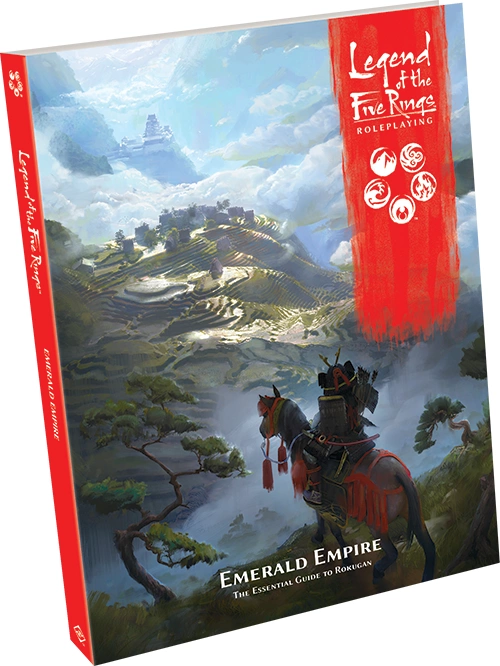 Legend
of the
Five Rings
ROLEPLAYING
Emerald Empire
The Essential Guide to Rokugan
Legend of the Five Rings
EMERALD EMPIRE